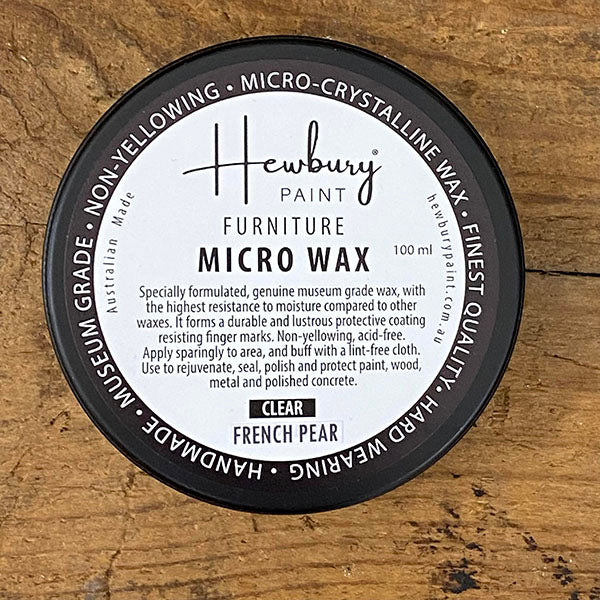 NON-YELLOWING • MICRO-CRYSTALLINE WAX • FINEST QUALITY • HARD WEARING • HANDMADE • MUSEUM GRADE •
Hewbury®
PAINT
Australian Made
hewburypaint.com.au
FURNITURE
MICRO WAX
100 ml
Specially formulated, genuine museum grade wax, with
the highest resistance to moisture compared to other
waxes. It forms a durable and lustrous protective coating
resisting finger marks. Non-yellowing, acid-free.
Apply sparingly to area, and buff with a lint-free cloth.
Use to rejuvenate, seal, polish and protect paint, wood,
metal and polished concrete.
CLEAR
FRENCH PEAR